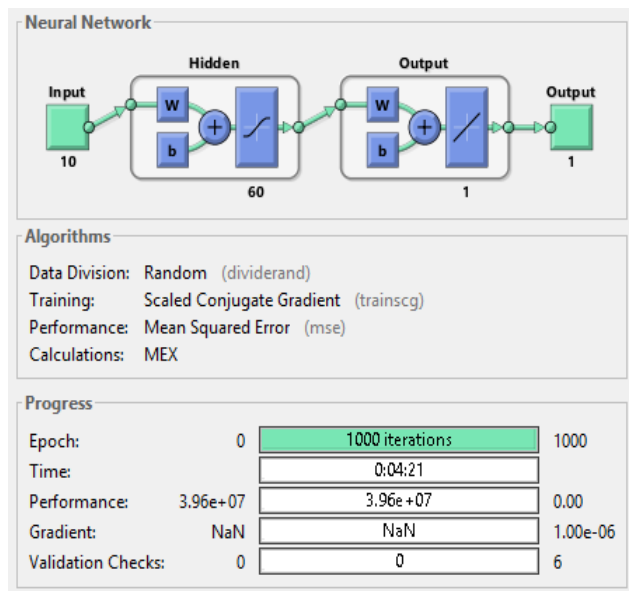 Neural Network
Hidden Output
Input Output
W W
b b
10 1
60 1
Algorithms
Data Division: Random (dividerand)
Training: Scaled Conjugate Gradient (trainscg)
Performance: Mean Squared Error (mse)
Calculations: MEX
Progress
Epoch: 0 1000 iterations 1000
Time: 0:04:21
Performance: 3.96e+07 3.96e+07 0.00
Gradient: NaN NaN 1.00e-06
Validation Checks: 0 0 6